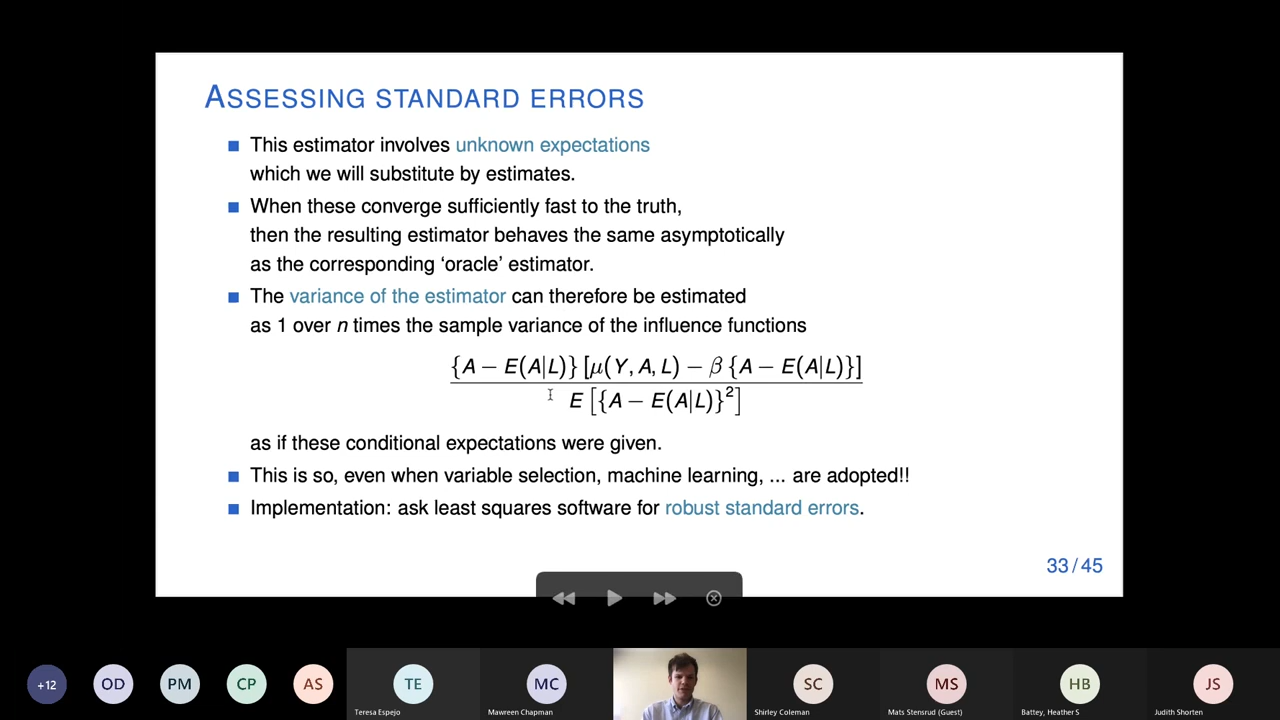 ASSESSING STANDARD ERRORS
This estimator involves unknown expectations
which we will substitute by estimates.
When these converge sufficiently fast to the truth,
then the resulting estimator behaves the same asymptotically
as the corresponding ‘oracle’ estimator.
The variance of the estimator can therefore be estimated
as 1 over n times the sample variance of the influence functions
{A − E(A|L)} [μ(Y, A, L) − β {A − E(A|L)}]
E [{A − E(A|L)}²]
as if these conditional expectations were given.
This is so, even when variable selection, machine learning, ... are adopted!!
Implementation: ask least squares software for robust standard errors.
33/45
+12
OD
PM
CP
AS
TE
MC
SC
MS
HB
JS
Teresa Espejo
Mawreen Chapman
Shirley Coleman
Mats Stensrud (Guest)
Battey, Heather S
Judith Shorten